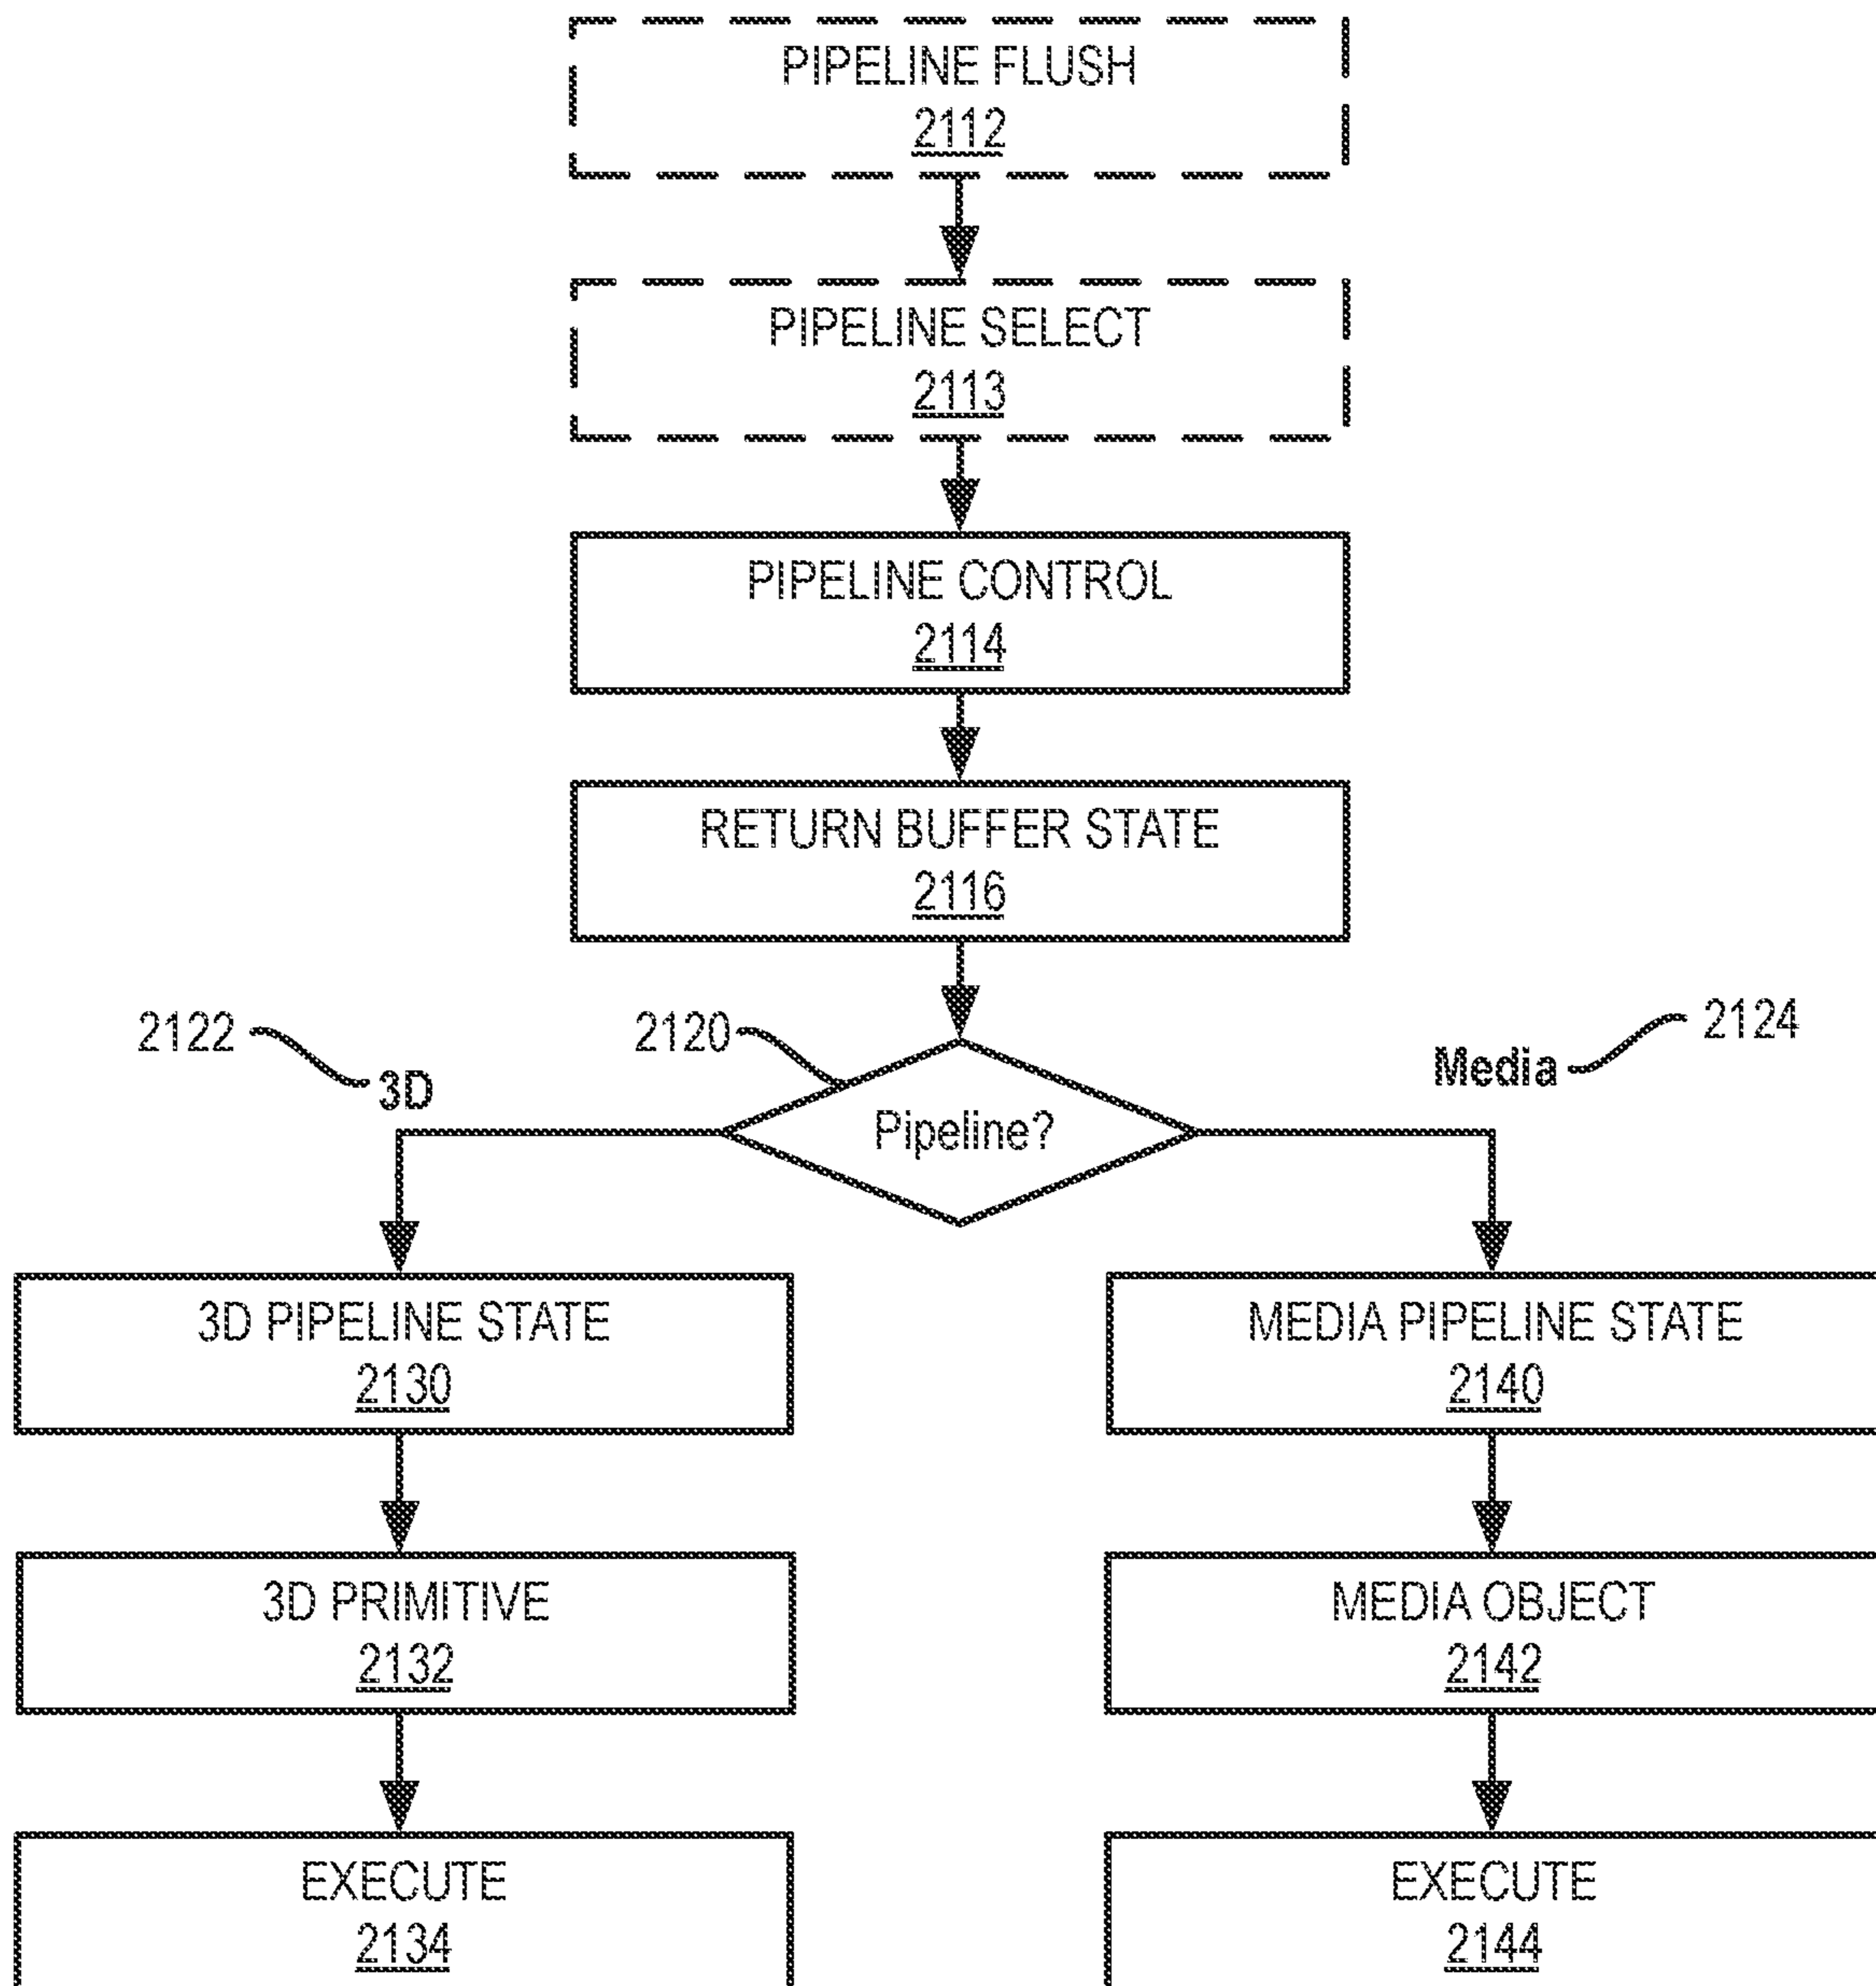 PIPELINE FLUSH
2112
PIPELINE SELECT
2113
PIPELINE CONTROL
2114
RETURN BUFFER STATE
2116
2122
3D
2120
Pipeline?
Media
2124
3D PIPELINE STATE
2130
MEDIA PIPELINE STATE
2140
3D PRIMITIVE
2132
MEDIA OBJECT
2142
EXECUTE
2134
EXECUTE
2144